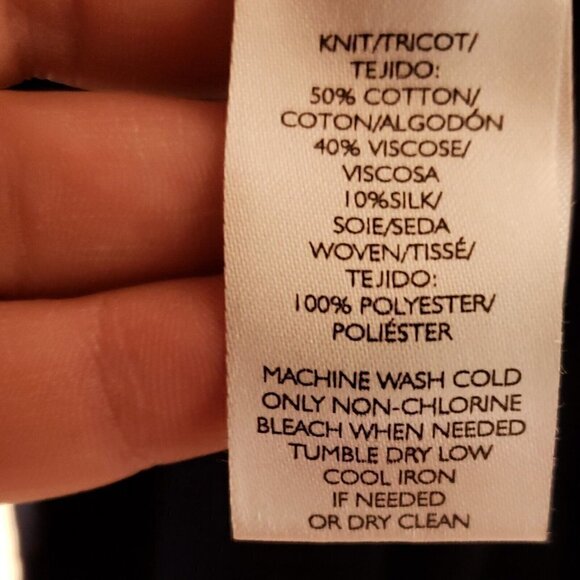 KNIT/TRICOT/
TEJIDO:
50% COTTON/
COTON/ALGODÓN
40% VISCOSE/
VISCOSA
10%SILK/
SOIE/SEDA
WOVEN/TISSÉ/
TEJIDO:
100% POLYESTER/
POLIÉSTER
MACHINE WASH COLD
ONLY NON-CHLORINE
BLEACH WHEN NEEDED
TUMBLE DRY LOW
COOL IRON
IF NEEDED
OR DRY CLEAN